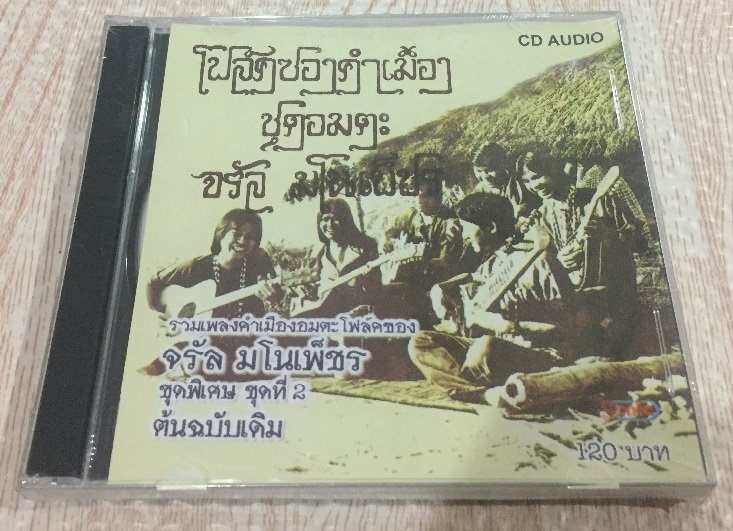 CD AUDIO
โฟล์คซองคำเมือง
ชุดอมตะ
จรัล มโนเพ็ชร
รวมเพลงคำเมืองอมตะโฟล์คของ
จรัล มโนเพ็ชร
ชุดพิเศษ ชุดที่ 2
ต้นฉบับเดิม
120 บาท